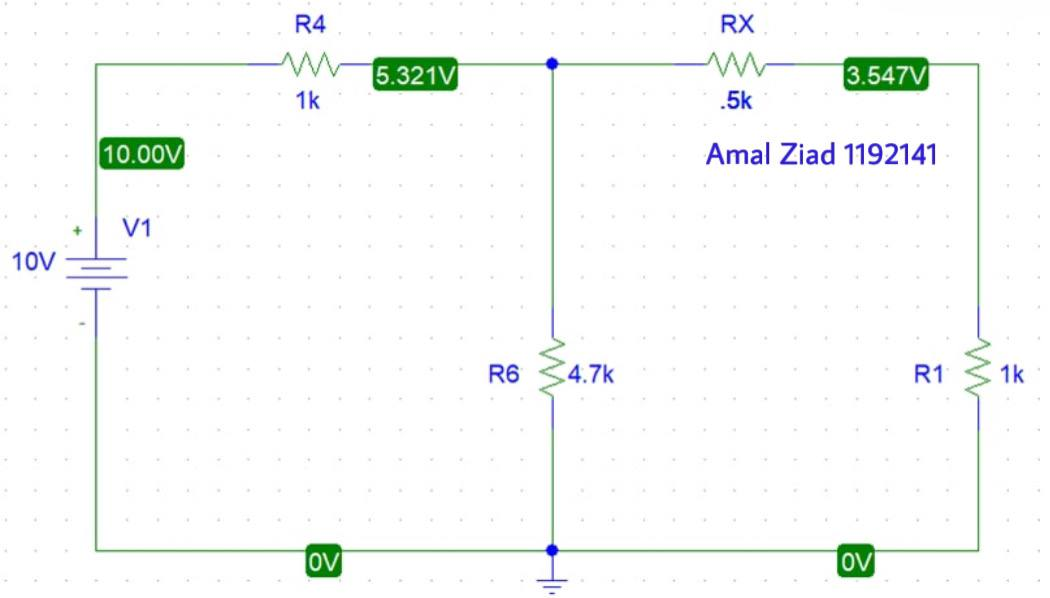 R4
RX
5.321V
3.547V
1k
.5k
10.00V
Amal Ziad 1192141
+
V1
10V
-
R6
4.7k
R1
1k
0V
0V